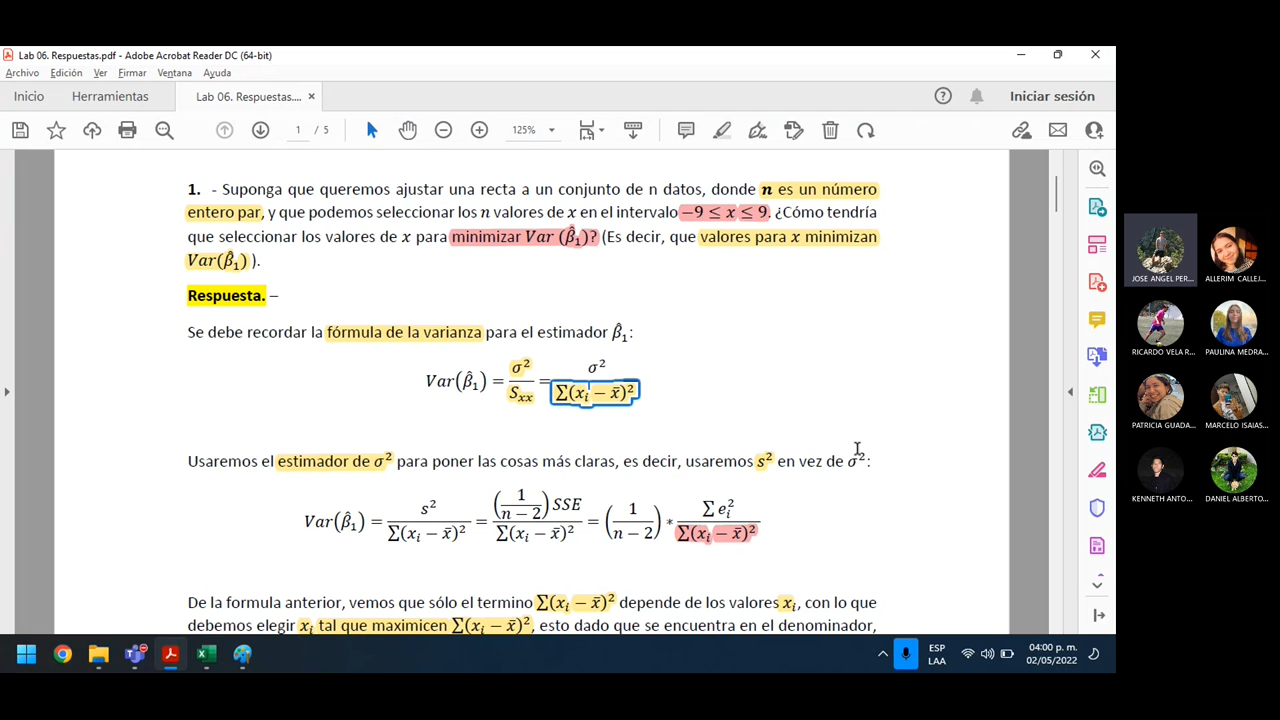 Lab 06. Respuestas.pdf - Adobe Acrobat Reader DC (64-bit)
Archivo Edición Ver Firmar Ventana Ayuda
Inicio Herramientas Lab 06. Respuestas.... × Iniciar sesión
1 / 5 125%
1. - Suponga que queremos ajustar una recta a un conjunto de n datos, donde n es un número
entero par, y que podemos seleccionar los n valores de x en el intervalo −9 ≤ x ≤ 9. ¿Cómo tendría
que seleccionar los valores de x para minimizar Var (β̂₁)? (Es decir, que valores para x minimizan
Var(β̂₁) ).
Respuesta. –
Se debe recordar la fórmula de la varianza para el estimador β̂₁:
Var(β̂₁) = σ²/Sxx = σ²/∑(xᵢ − x̄)²
Usaremos el estimador de σ² para poner las cosas más claras, es decir, usaremos s² en vez de σ²:
Var(β̂₁) = s²/∑(xᵢ − x̄)² = (1/(n − 2)) SSE/∑(xᵢ − x̄)² = (1/(n − 2)) * ∑ eᵢ²/∑(xᵢ − x̄)²
De la formula anterior, vemos que sólo el termino ∑(xᵢ − x̄)² depende de los valores xᵢ, con lo que
debemos elegir xᵢ tal que maximicen ∑(xᵢ − x̄)², esto dado que se encuentra en el denominador,
JOSE ANGEL PER... ALLERIM CALLEJ...
RICARDO VELA R... PAULINA MEDRA...
PATRICIA GUADA... MARCELO ISAIAS...
KENNETH ANTO... DANIEL ALBERTO...
ESP
LAA
04:00 p. m.
02/05/2022